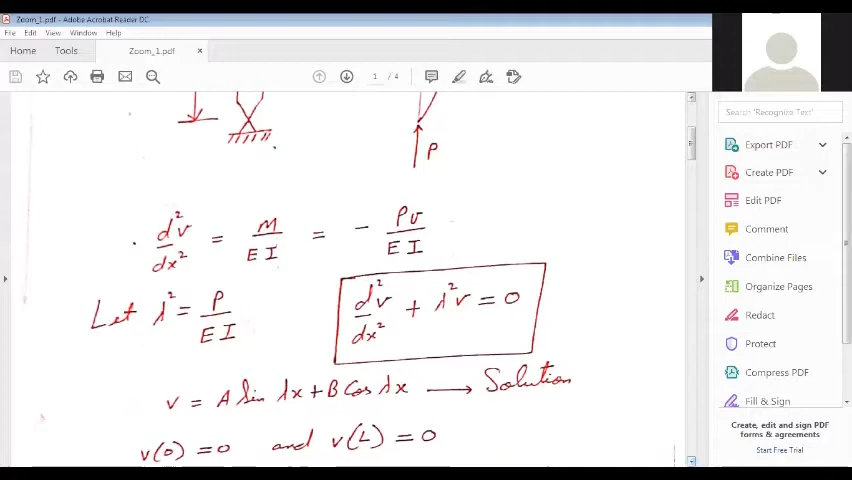 Zoom_1.pdf - Adobe Acrobat Reader DC
File Edit View Window Help
Home Tools Zoom_1.pdf ×
1 / 4
P
d²v/dx² = M/EI = - Pv/EI
Let λ² = P/EI
d²v/dx² + λ²v = 0
v = A Sin λx + B Cos λx → Solution
v(0) = 0 and v(L) = 0
Search 'Recognize Text'
Export PDF
Create PDF
Edit PDF
Comment
Combine Files
Organize Pages
Redact
Protect
Compress PDF
Fill & Sign
Create, edit and sign PDF
forms & agreements
Start Free Trial